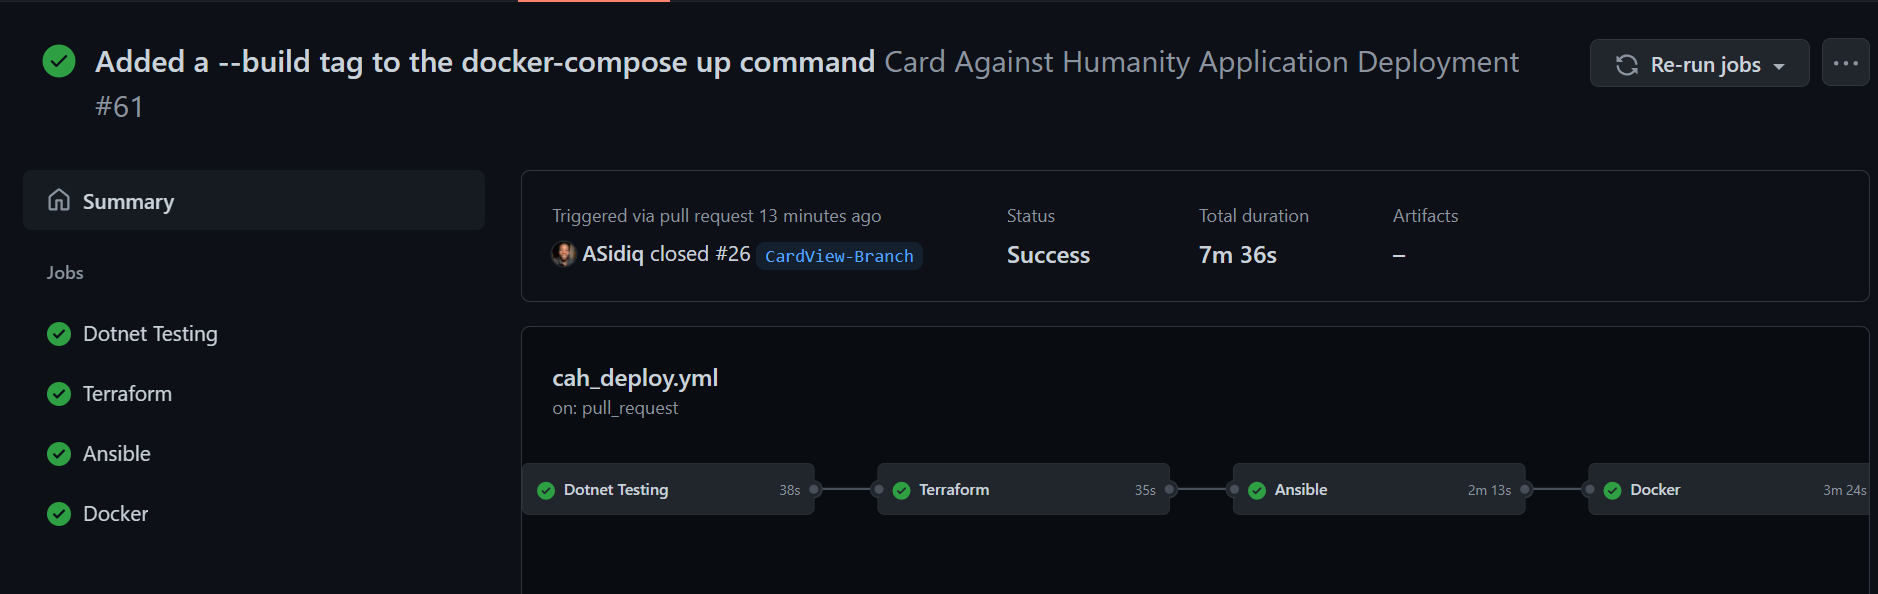 Added a --build tag to the docker-compose up command Card Against Humanity Application Deployment
#61
Re-run jobs
Summary
Jobs
Dotnet Testing
Terraform
Ansible
Docker
Triggered via pull request 13 minutes ago
ASidiq closed #26 CardView-Branch
Status
Success
Total duration
7m 36s
Artifacts
–
cah_deploy.yml
on: pull_request
Dotnet Testing 38s
Terraform 35s
Ansible 2m 13s
Docker 3m 24s